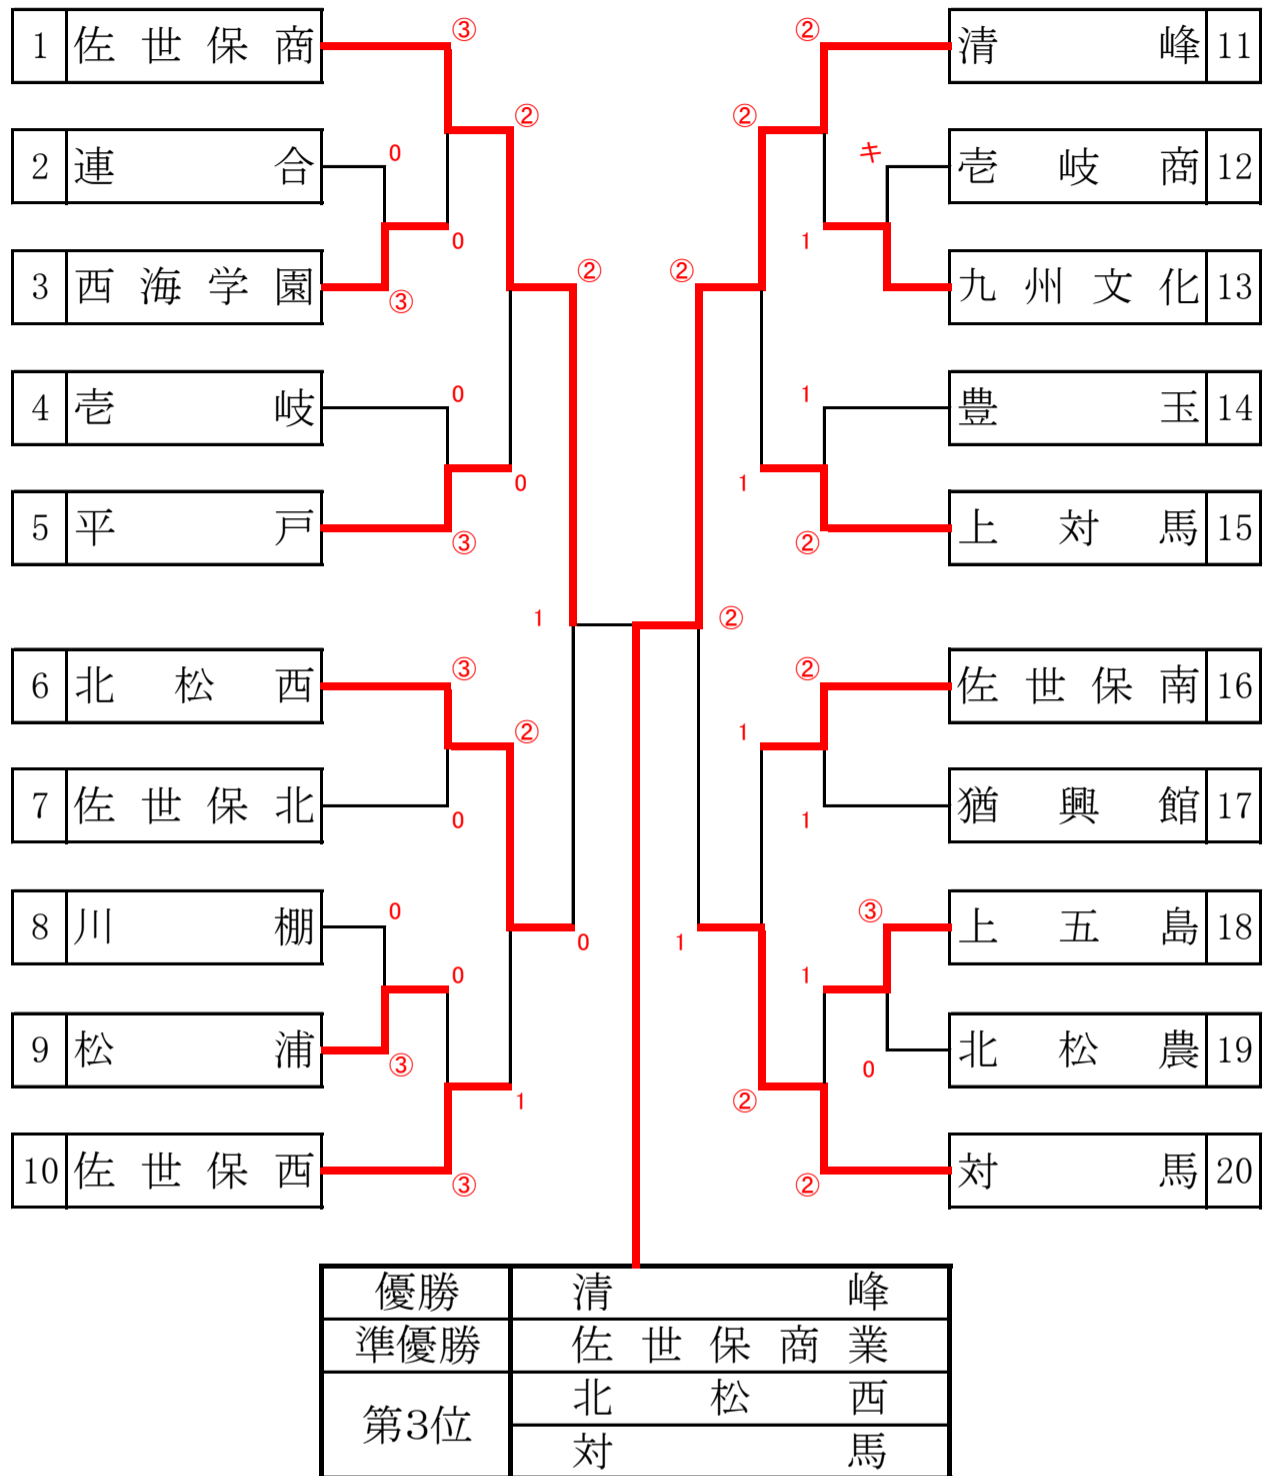 1 佐世保商 ③ ② 清峰 11
② ②
2 連合 0 キ 壱岐商 12
0 1
3 西海学園 ③ ② ② 九州文化 13
4 壱岐 0 1 豊玉 14
0 1
5 平戸 ③ ② 上対馬 15
1 ②
6 北松西 ③ ② 佐世保南 16
② 1
7 佐世保北 0 1 猶興館 17
8 川棚 0 ③ 上五島 18
0 1
0 1
9 松浦 ③ 0 北松農 19
1 ②
10 佐世保西 ③ ② 対馬 20
優勝 清峰
準優勝 佐世保商業
第3位 北松西
対馬